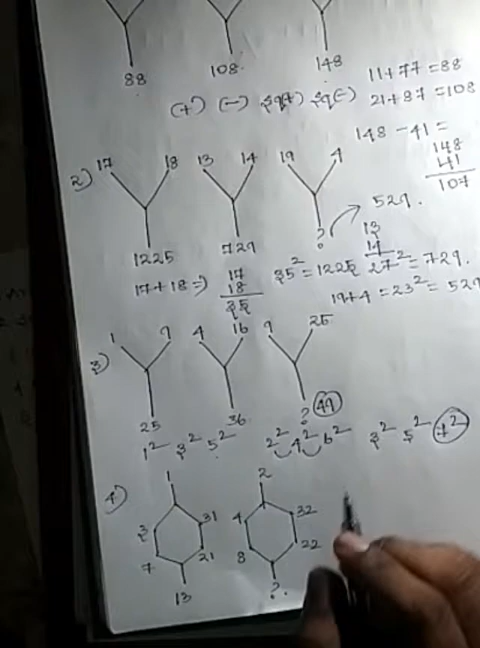 88 108 148
11+77=88
(+) (-) 3q(+) 3q(-) 21+87=108
148-41=
148
41
107
2) 17 18 13 14 19 4
1225 729 ? 529.
17+18=) 17
18
35
35²=1225
13
14
27²=729.
19+4=23²=529
3) 1 9 4 16 9 25
25 36 ? 49
1² 3² 5² 2² 4² 6² 3² 5² 7²
4) 1 2
3 31 4 32
7 21 8 22
13 ?.